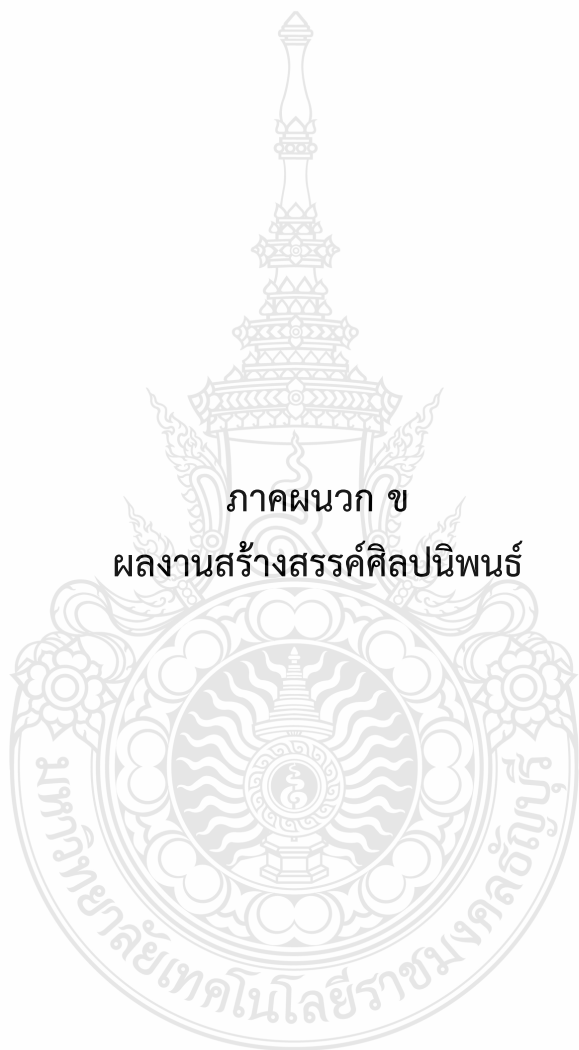 ภาคผนวก ข
ผลงานสร้างสรรค์ศิลปนิพนธ์
มหาวิทยาลัยเทคโนโลยีราชมงคลธัญบุรี